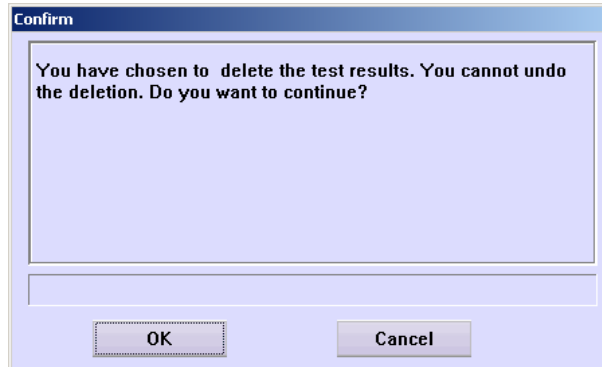 Confirm
You have chosen to  delete the test results. You cannot undo
the deletion. Do you want to continue?
OK
Cancel